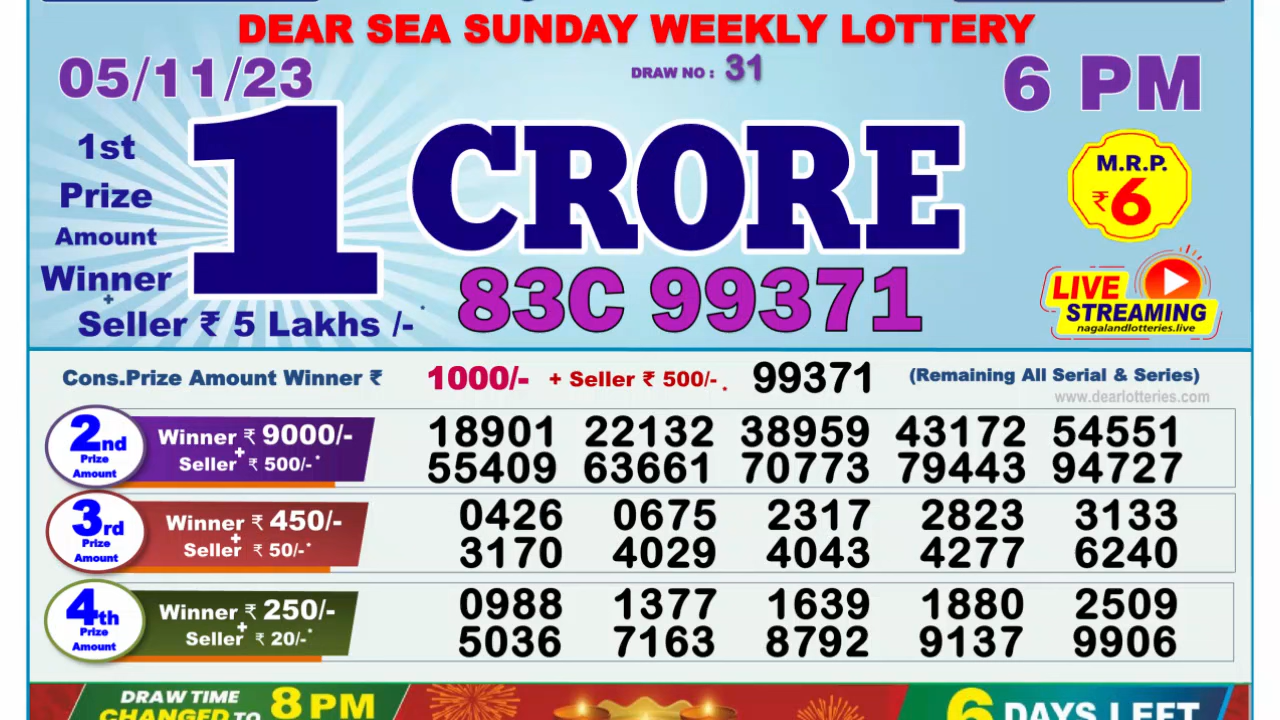 DEAR SEA SUNDAY WEEKLY LOTTERY
05/11/23
DRAW NO : 31
6 PM
1st
Prize
Amount
Winner
+
Seller ₹ 5 Lakhs /-
1 CRORE
83C 99371
M.R.P.
₹6
LIVE
STREAMING
nagalandlotteries.live
Cons.Prize Amount Winner ₹ 1000/- + Seller ₹ 500/- . 99371 (Remaining All Serial & Series)
www.dearlotteries.com
2nd
Prize
Amount
Winner ₹ 9000/-
+
Seller ₹ 500/-*
18901 22132 38959 43172 54551
55409 63661 70773 79443 94727
3rd
Prize
Amount
Winner ₹ 450/-
+
Seller ₹ 50/-*
0426 0675 2317 2823 3133
3170 4029 4043 4277 6240
4th
Prize
Amount
Winner ₹ 250/-
+
Seller ₹ 20/-*
0988 1377 1639 1880 2509
5036 7163 8792 9137 9906
DRAW TIME
CHANGED TO
8 PM
6 DAYS LEFT